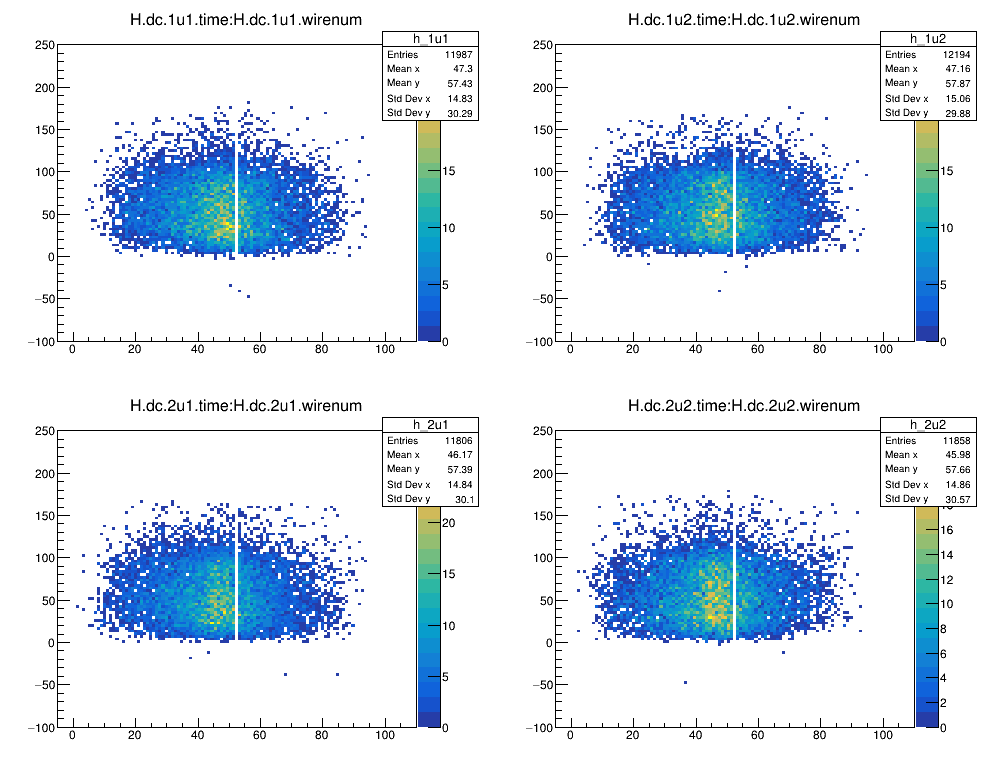 H.dc.1u1.time:H.dc.1u1.wirenum
h_1u1
Entries 11987
Mean x 47.3
Mean y 57.43
Std Dev x 14.83
Std Dev y 30.29
250
200
150
100
50
0
−50
−100
0 20 40 60 80 100
15
10
5
0
H.dc.1u2.time:H.dc.1u2.wirenum
h_1u2
Entries 12194
Mean x 47.16
Mean y 57.87
Std Dev x 15.06
Std Dev y 29.88
250
200
150
100
50
0
−50
−100
0 20 40 60 80 100
15
10
5
0
H.dc.2u1.time:H.dc.2u1.wirenum
h_2u1
Entries 11806
Mean x 46.17
Mean y 57.39
Std Dev x 14.84
Std Dev y 30.1
250
200
150
100
50
0
−50
−100
0 20 40 60 80 100
20
15
10
5
0
H.dc.2u2.time:H.dc.2u2.wirenum
h_2u2
Entries 11858
Mean x 45.98
Mean y 57.66
Std Dev x 14.86
Std Dev y 30.57
250
200
150
100
50
0
−50
−100
0 20 40 60 80 100
16
14
12
10
8
6
4
2
0